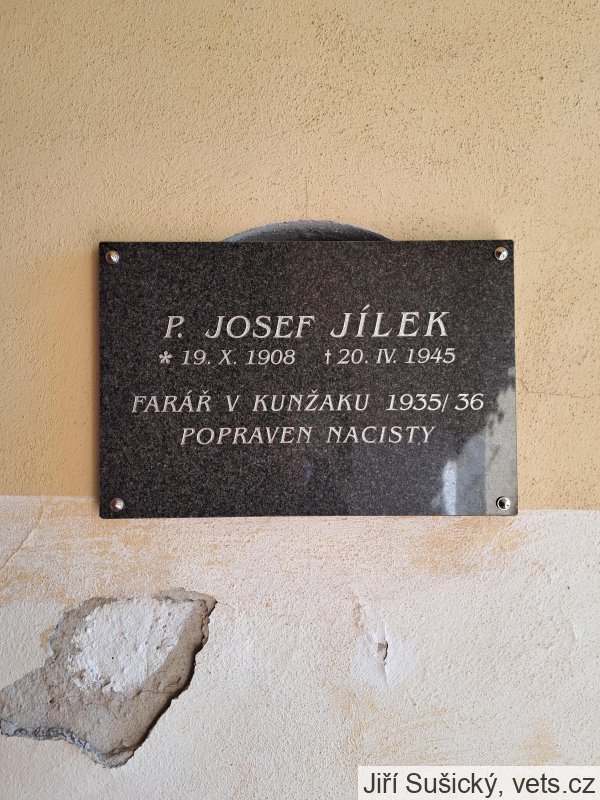 P. JOSEF JÍLEK
* 19. X. 1908 † 20. IV. 1945
FARÁŘ V KUNŽAKU 1935/36
POPRAVEN NACISTY
Jiří Sušický, vets.cz